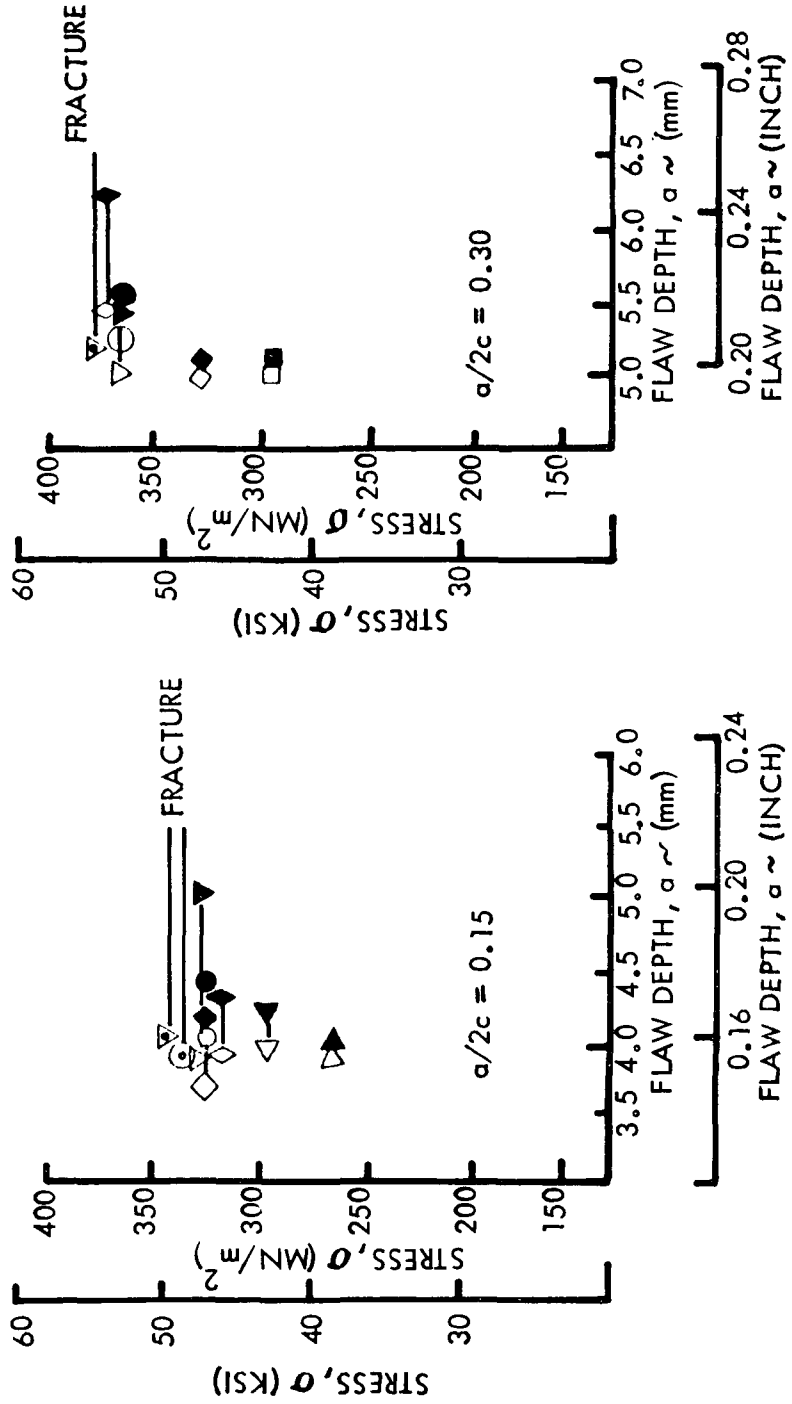 60
50
40
30
STRESS, σ (KSI)
400
350
300
250
200
150
STRESS, σ (MN/m²)
FRACTURE
a/2c = 0.15
3.5 4.0 4.5 5.0 5.5 6.0
FLAW DEPTH, a ~ (mm)
0.16 0.20 0.24
FLAW DEPTH, a ~ (INCH)
60
50
40
30
STRESS, σ (KSI)
400
350
300
250
200
150
STRESS, σ (MN/m²)
FRACTURE
a/2c = 0.30
5.0 5.5 6.0 6.5 7.0
FLAW DEPTH, a ~ (mm)
0.20 0.24 0.28
FLAW DEPTH, a ~ (INCH)